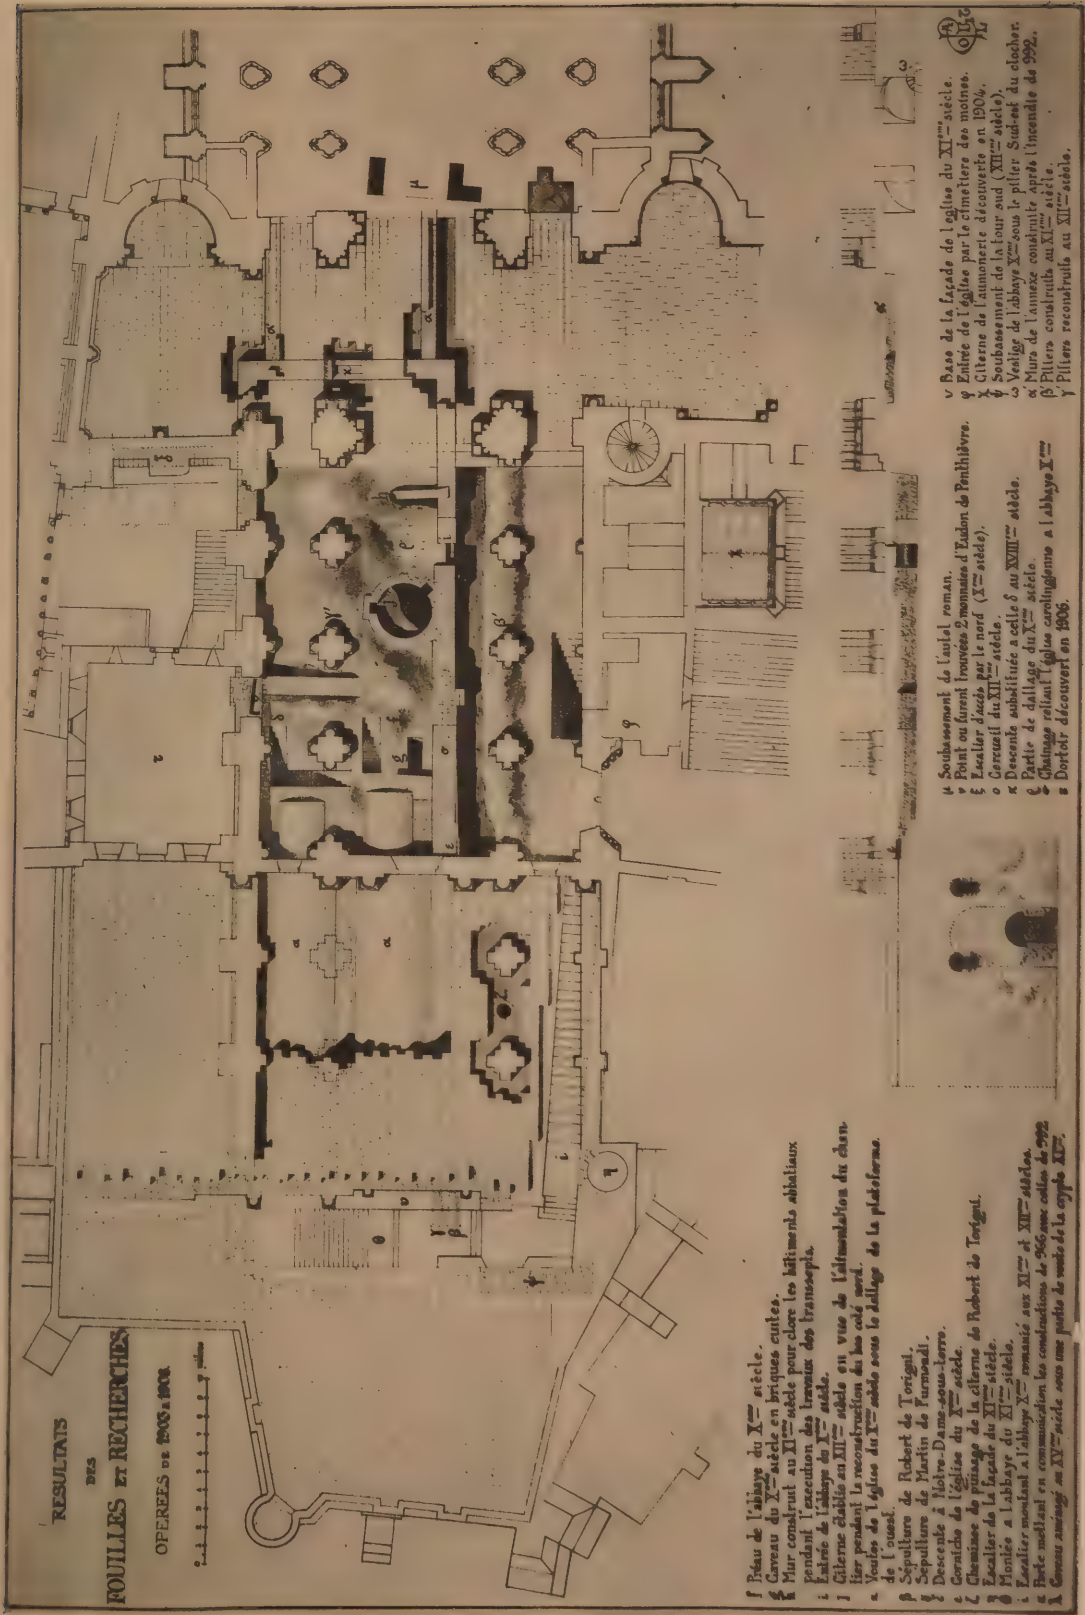 RESULTATS
DES
FOUILLES ET RECHERCHES
OPEREES DE 1903 A 1908
f Préau de l'abbaye du Xème siècle.
g Caveau du Xème siècle en briques cuites.
h Mur construit au XIème siècle pour clore les bâtiments abbatiaux
pendant l'execution des travaux des transsepts.
i Entrée de l'abbaye du Xème siècle.
j Citerne établie au XIIème siècle en vue de l'alimentation du chan-
tier pendant la reconstruction du bas coté nord.
Voutes de l'église du Xème siècle sous le dallage de la plateforme
de l'ouest.
β Sépulture de Robert de Torigni.
γ Sépulture de Martin de Furmendi.
δ Descente à Notre-Dame-sous-terre.
ε Corniche de l'église du Xème siècle.
ζ Cheminée de puisage de la citerne de Robert de Torigni.
η Escalier de la façade du XIème siècle.
θ Montée a l'abbaye du XIème siècle.
ι Escalier montant a l'abbaye Xème remanié aux XIème et XIIème siècles.
κ Porte mettant en communication les constructions de 966 avec celles de 992
λ Caveau aménagé au XVème siècle sous une partie de voute de la crypte XIème.
μ Soubassement de l'autel roman.
ν Point ou furent trouvées 2 monnaies d'Eudon de Penthièvre.
ξ Escalier d'accès par le nord (Xème siècle).
ο Cercueil du XIIème siècle.
π Descente substituée a celle δ au XVIIIème siècle.
ρ Partie de dallage du Xème siècle.
σ Chainage reliant l'église carolingienne a l'abbaye Xème
Dortoir découvert en 1906.
υ Base de la façade de l'eglise du XIème siècle.
φ Entrée de l'église par le cimetiere des moines.
χ Citerne de l'aumonerie découverte en 1904.
ψ Soubassement de la tour sud (XIIème siècle).
ω Vestige de l'abbaye Xème sous le pilier Sud-est du clocher.
α' Murs de l'annexe construite après l'incendie de 992.
β' Piliers construits au XIème siècle.
γ' Piliers reconstruits au XIIème siècle.